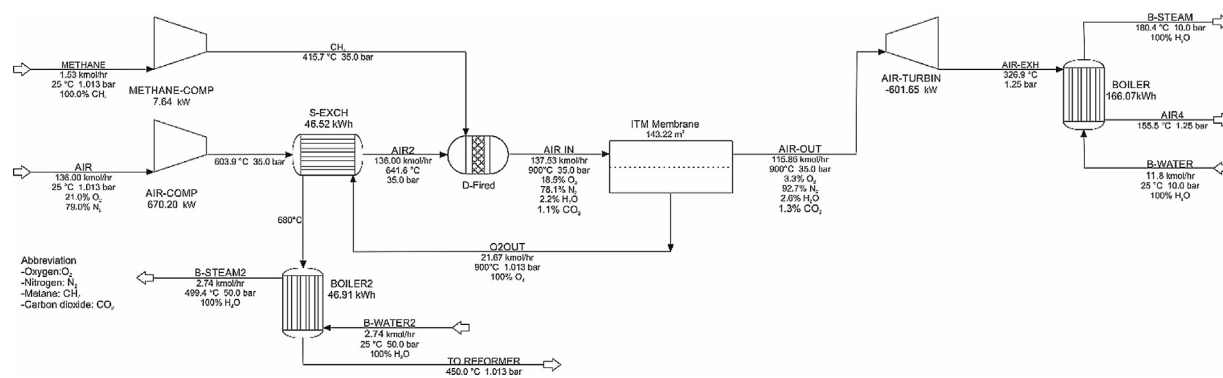 METHANE
1.53 kmol/hr
25 °C 1.013 bar
100.0% CH₄
METHANE-COMP
7.64 kW
CH₄
415.7 °C 35.0 bar
AIR
136.00 kmol/hr
25 °C 1.013 bar
21.0% O₂
79.0% N₂
AIR-COMP
670.20 kW
603.9 °C 35.0 bar
S-EXCH
46.52 kWh
AIR2
136.00 kmol/hr
641.6 °C
35.0 bar
D-Fired
AIR IN
137.53 kmol/hr
900°C 35.0 bar
18.5% O₂
78.1% N₂
2.2% H₂O
1.1% CO₂
ITM Membrane
143.22 m²
AIR-OUT
115.86 kmol/hr
900°C 35.0 bar
3.3% O₂
92.7% N₂
2.6% H₂O
1.3% CO₂
AIR-TURBIN
-601.65 kW
AIR-EXH
326.9 °C
1.25 bar
B-STEAM
180.4 °C 10.0 bar
100% H₂O
BOILER
166.07kWh
AIR4
155.5 °C 1.25 bar
B-WATER
11.8 kmol/hr
25 °C 10.0 bar
100% H₂O
680°C
O2OUT
21.67 kmol/hr
900°C 1.013 bar
100% O₂
Abbreviation
-Oxygen:O₂
-Nitrogen: N₂
-Metane: CH₄
-Carbon dioxide: CO₂
B-STEAM2
2.74 kmol/hr
499.4 °C 50.0 bar
100% H₂O
BOILER2
46.91 kWh
B-WATER2
2.74 kmol/hr
25 °C 50.0 bar
100% H₂O
TO REFORMER
450.0 °C 1.013 bar